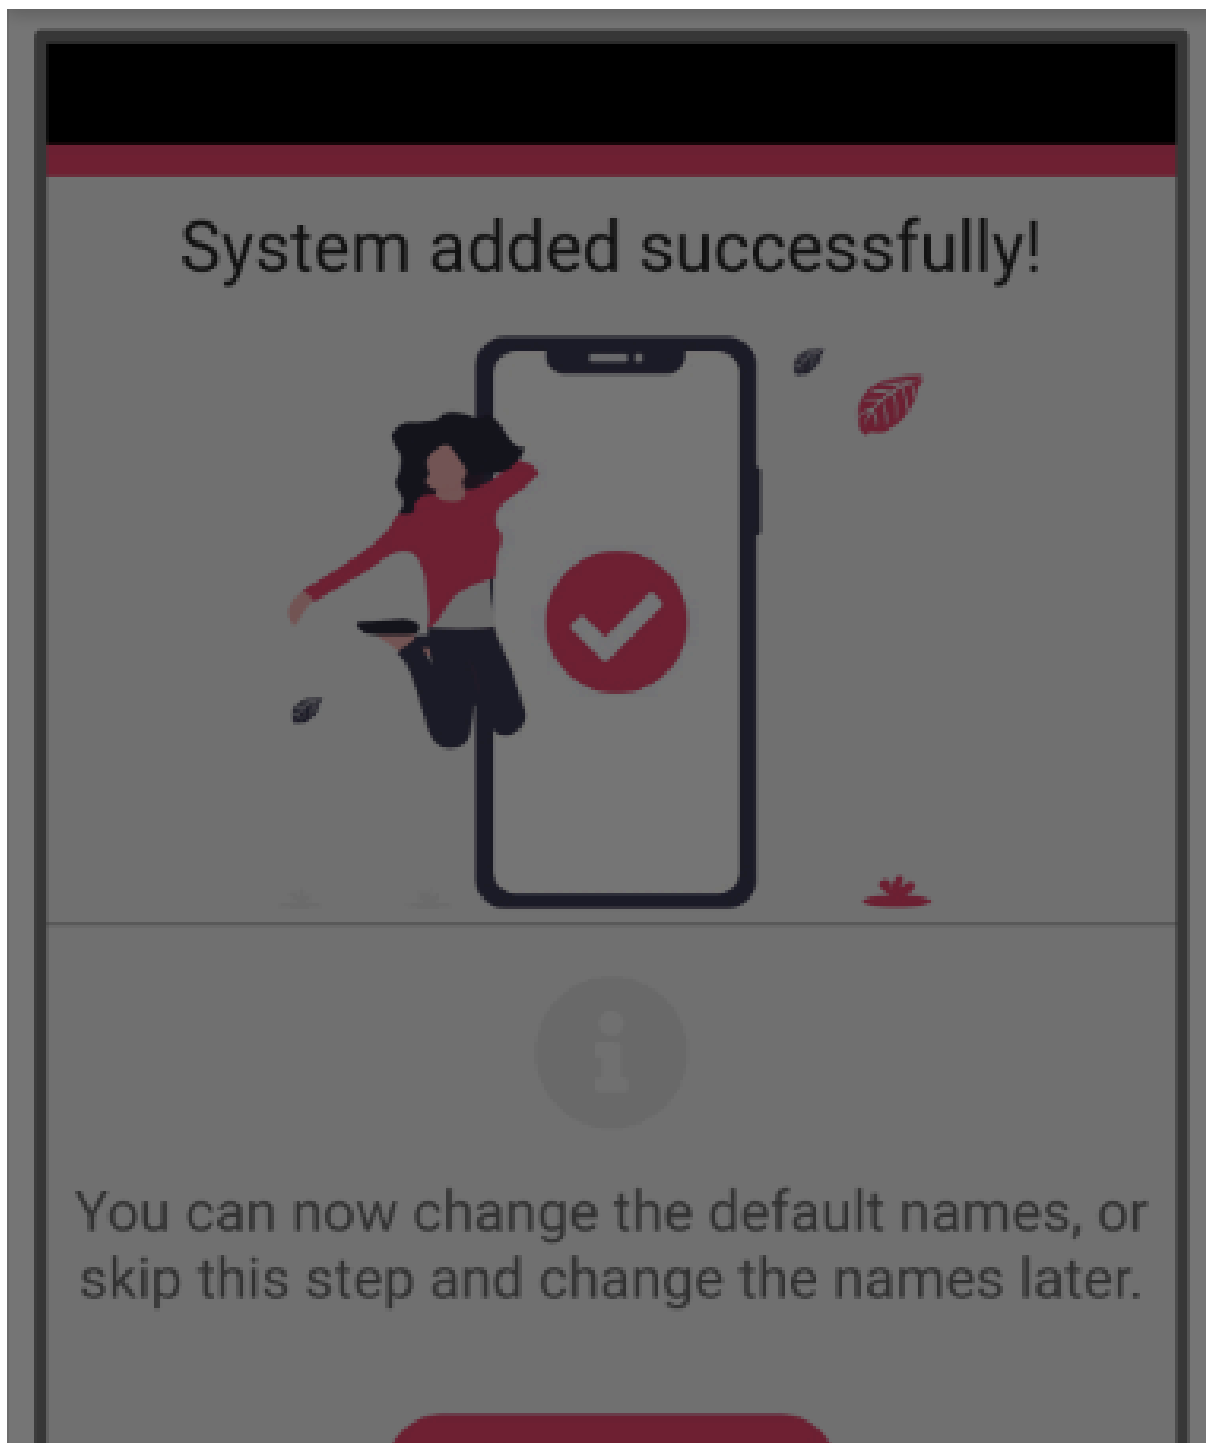 System added successfully!
You can now change the default names, or
skip this step and change the names later.